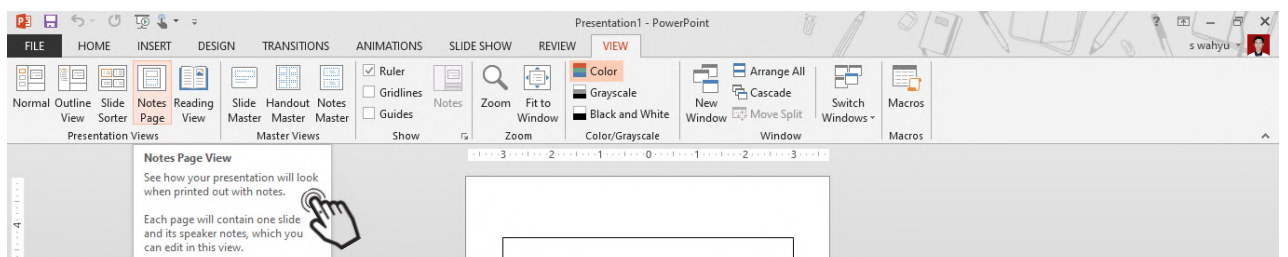 Presentation1 - PowerPoint
?
FILE HOME INSERT DESIGN TRANSITIONS ANIMATIONS SLIDE SHOW REVIEW VIEW
s wahyu
Normal
Outline View
Slide Sorter
Notes Page
Reading View
Presentation Views
Slide Master
Handout Master
Notes Master
Master Views
Ruler
Gridlines
Guides
Notes
Show
Zoom
Fit to Window
Zoom
Color
Grayscale
Black and White
Color/Grayscale
New Window
Arrange All
Cascade
Move Split
Switch Windows
Window
Macros
Macros
Notes Page View
See how your presentation will look
when printed out with notes.
Each page will contain one slide
and its speaker notes, which you
can edit in this view.
3 2 1 0 1 2 3
4